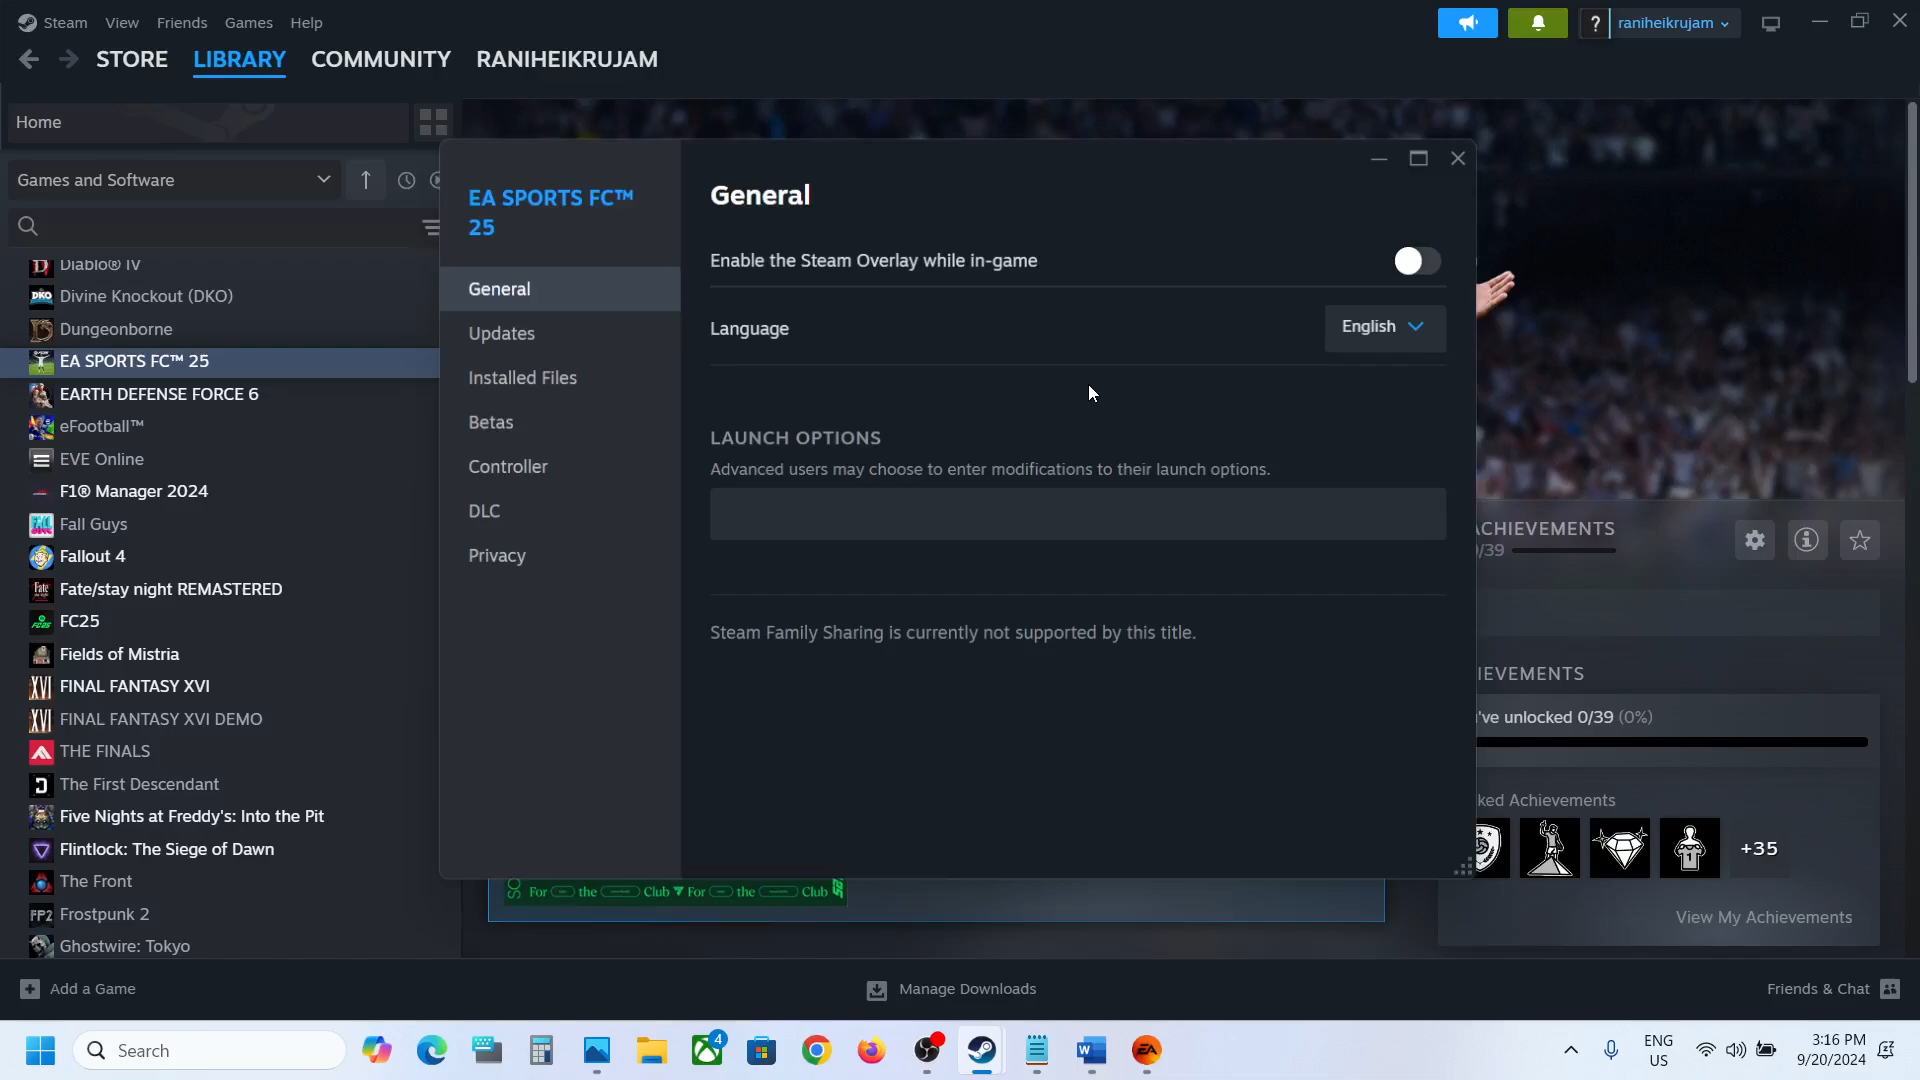 Steam View Friends Games Help
raniheikrujam
STORE LIBRARY COMMUNITY RANIHEIKRUJAM
Home
Games and Software
Diablo® IV
Divine Knockout (DKO)
Dungeonborne
EA SPORTS FC™ 25
EARTH DEFENSE FORCE 6
eFootball™
EVE Online
F1® Manager 2024
Fall Guys
Fallout 4
Fate/stay night REMASTERED
FC25
Fields of Mistria
FINAL FANTASY XVI
FINAL FANTASY XVI DEMO
THE FINALS
The First Descendant
Five Nights at Freddy's: Into the Pit
Flintlock: The Siege of Dawn
The Front
Frostpunk 2
Ghostwire: Tokyo
EA SPORTS FC™
25
General
Updates
Installed Files
Betas
Controller
DLC
Privacy
General
Enable the Steam Overlay while in-game
Language
English
LAUNCH OPTIONS
Advanced users may choose to enter modifications to their launch options.
Steam Family Sharing is currently not supported by this title.
ACHIEVEMENTS
/39
IEVEMENTS
've unlocked 0/39 (0%)
ked Achievements
+35
View My Achievements
For the Club For the Club
Add a Game
Manage Downloads
Friends & Chat
Search
4
ENG
US
3:16 PM
9/20/2024